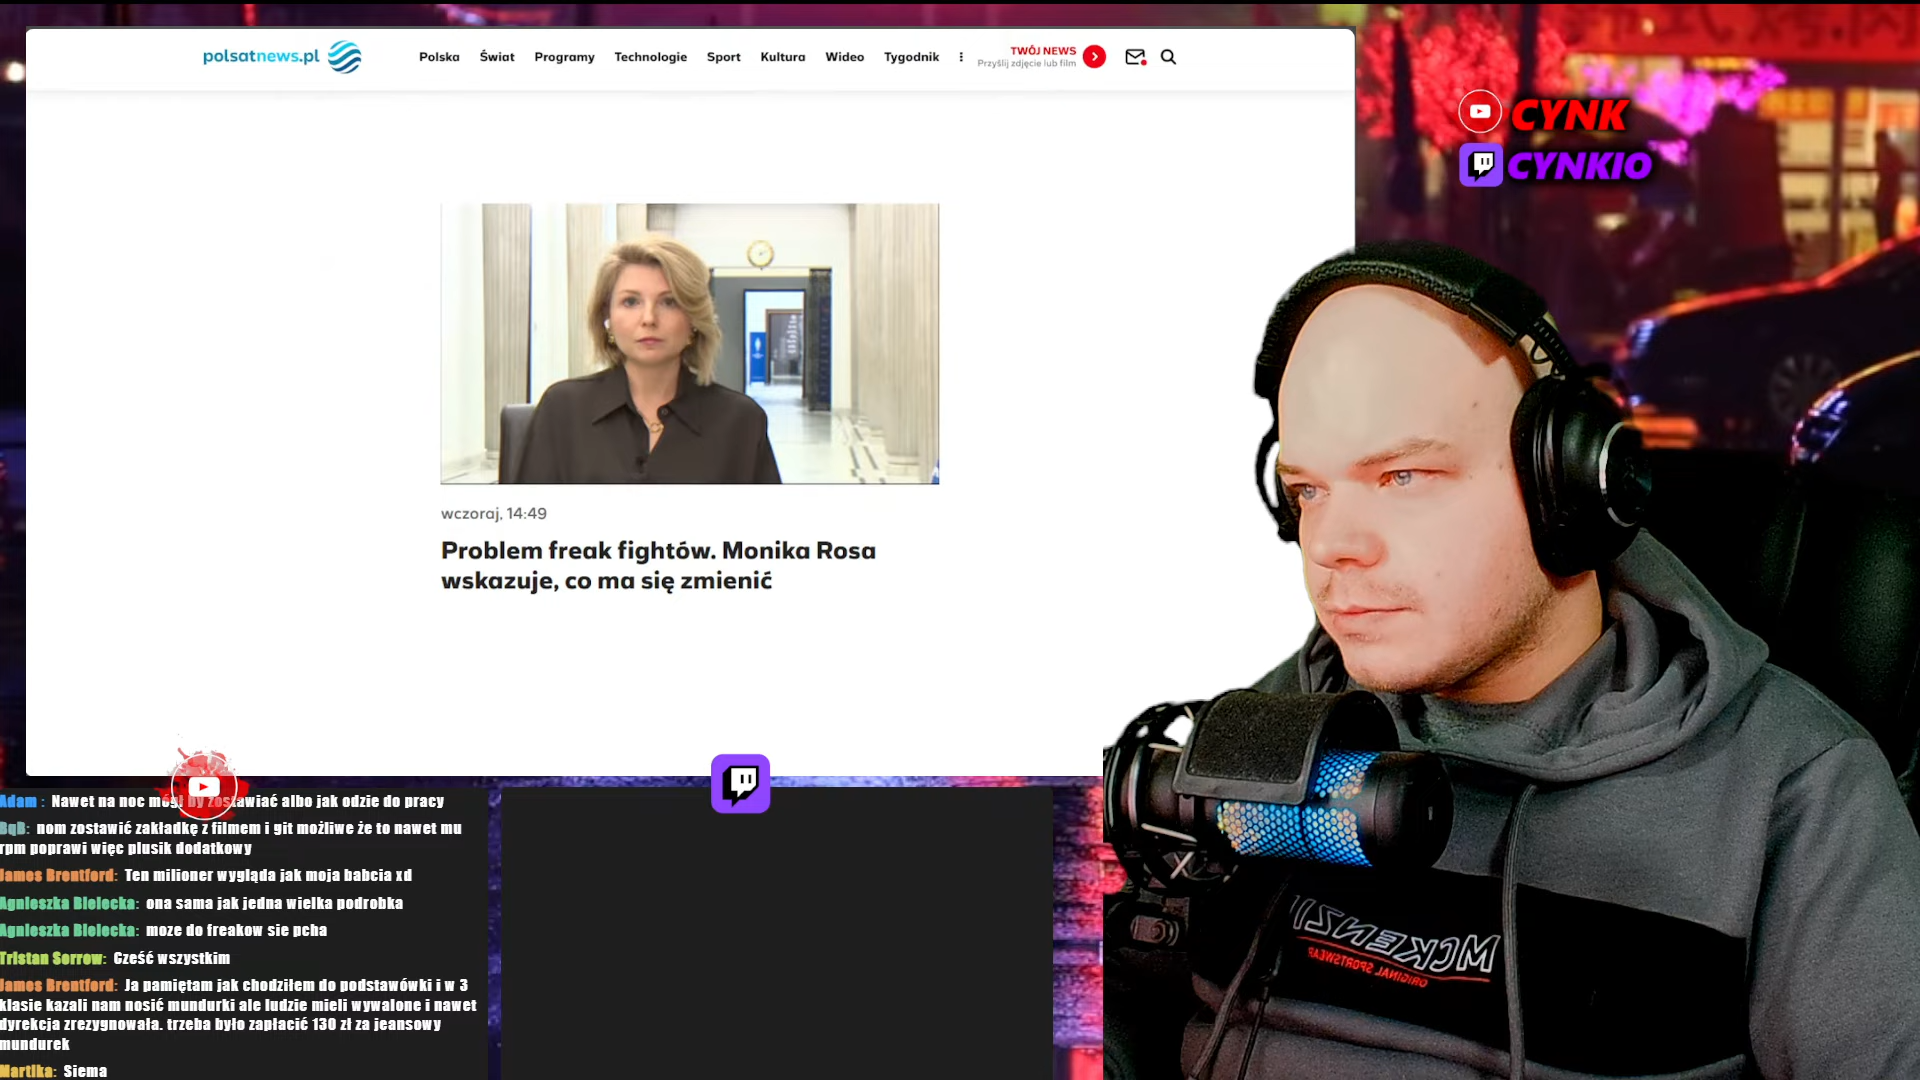 polsatnews.pl
Polska Świat Programy Technologie Sport Kultura Wideo Tygodnik
TWÓJ NEWS
Przyślij zdjęcie lub film
CYNK
CYNKIO
wczoraj, 14:49
Problem freak fightów. Monika Rosa
wskazuje, co ma się zmienić
Adam : Nawet na noc mógł by zostawiać albo jak odzie do pracy
BqB: nom zostawić zakładkę z filmem i git możliwe że to nawet mu
rpm poprawi więc plusik dodatkowy
James Brentford: Ten milioner wygląda jak moja babcia xd
Agnieszka Bielecka: ona sama jak jedna wielka podrobka
Agnieszka Bielecka: moze do freakow sie pcha
Tristan Sorrow: Cześć wszystkim
James Brentford: Ja pamiętam jak chodziłem do podstawówki i w 3
klasie kazali nam nosić mundurki ale ludzie mieli wywalone i nawet
dyrekcja zrezygnowała. trzeba było zapłacić 130 zł za jeansowy
mundurek
Martika: Siema
MCKENZI
ORIGINAL SPORTSWEAR